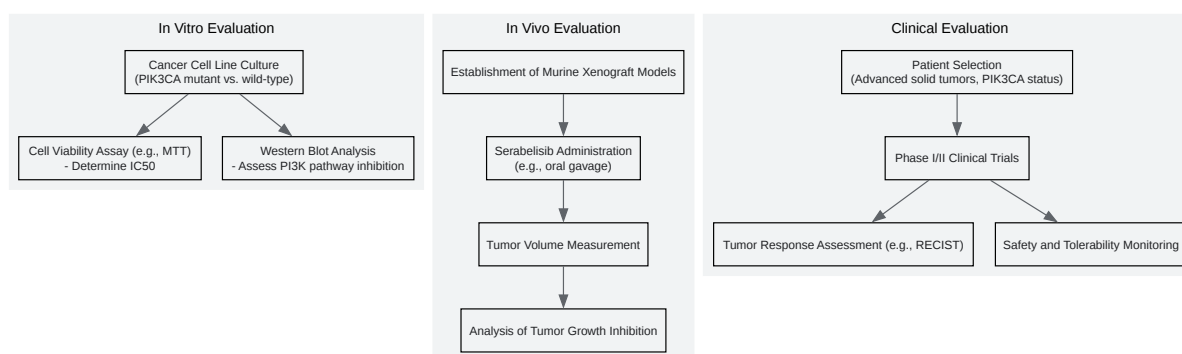 In Vitro Evaluation
Cancer Cell Line Culture
(PIK3CA mutant vs. wild-type)
Cell Viability Assay (e.g., MTT)
- Determine IC50
Western Blot Analysis
- Assess PI3K pathway inhibition
In Vivo Evaluation
Establishment of Murine Xenograft Models
Serabelisib Administration
(e.g., oral gavage)
Tumor Volume Measurement
Analysis of Tumor Growth Inhibition
Clinical Evaluation
Patient Selection
(Advanced solid tumors, PIK3CA status)
Phase I/II Clinical Trials
Tumor Response Assessment (e.g., RECIST)
Safety and Tolerability Monitoring